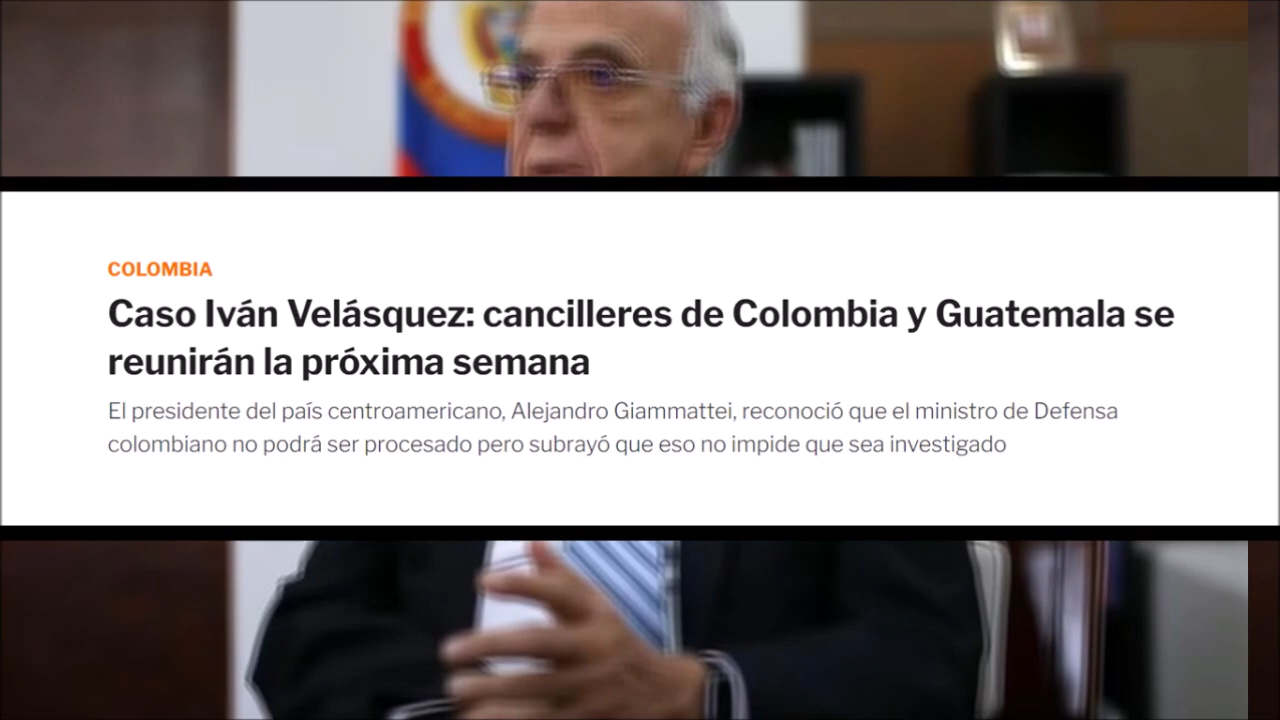 COLOMBIA
Caso Iván Velásquez: cancilleres de Colombia y Guatemala se
reunirán la próxima semana
El presidente del país centroamericano, Alejandro Giammattei, reconoció que el ministro de Defensa
colombiano no podrá ser procesado pero subrayó que eso no impide que sea investigado